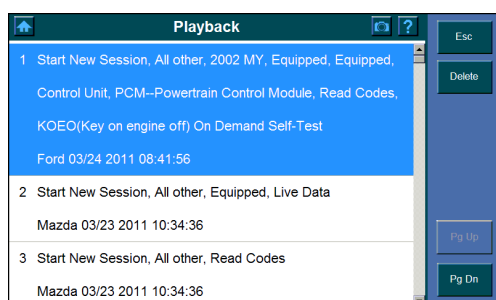 Playback
?
1 Start New Session, All other, 2002 MY, Equipped, Equipped,
Control Unit, PCM--Powertrain Control Module, Read Codes,
KOEO(Key on engine off) On Demand Self-Test
Ford 03/24 2011 08:41:56
2 Start New Session, All other, Equipped, Live Data
Mazda 03/23 2011 10:34:36
3 Start New Session, All other, Read Codes
Mazda 03/23 2011 10:34:36
Esc
Delete
Pg Up
Pg Dn